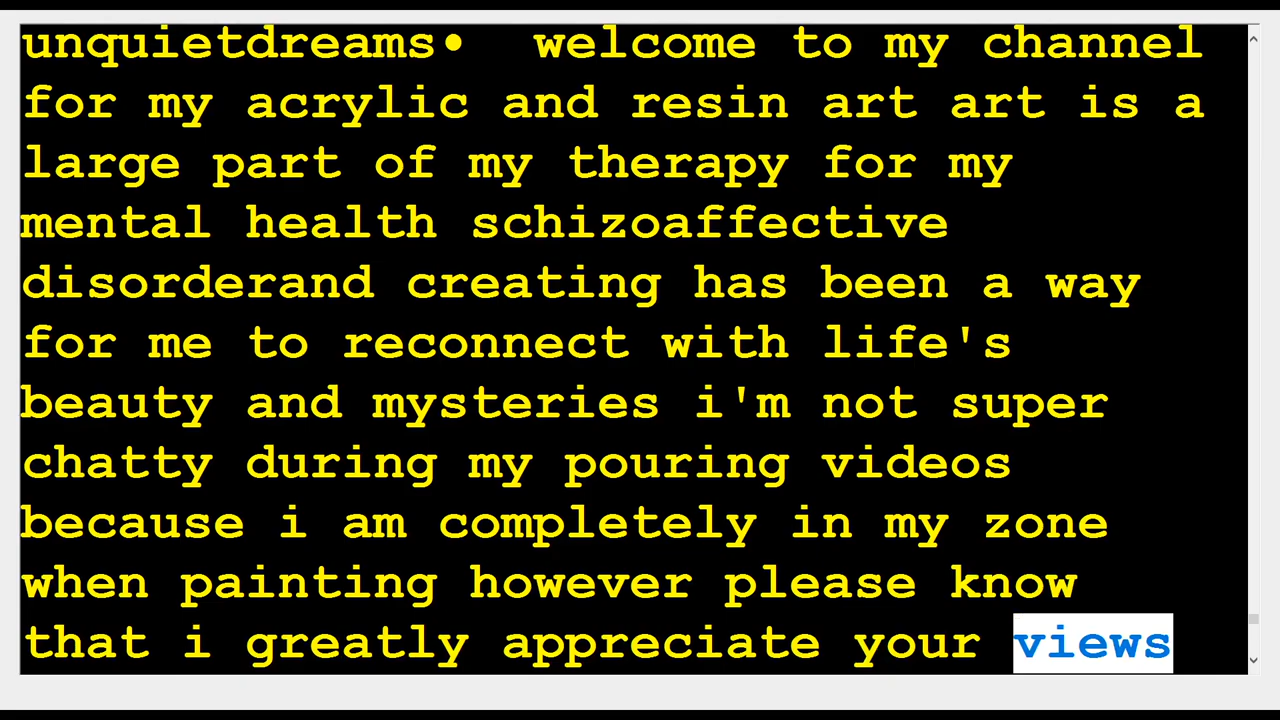 unquietdreams•  welcome to my channel
for my acrylic and resin art art is a
large part of my therapy for my
mental health schizoaffective
disorderand creating has been a way
for me to reconnect with life's
beauty and mysteries i'm not super
chatty during my pouring videos
because i am completely in my zone
when painting however please know
that i greatly appreciate your views